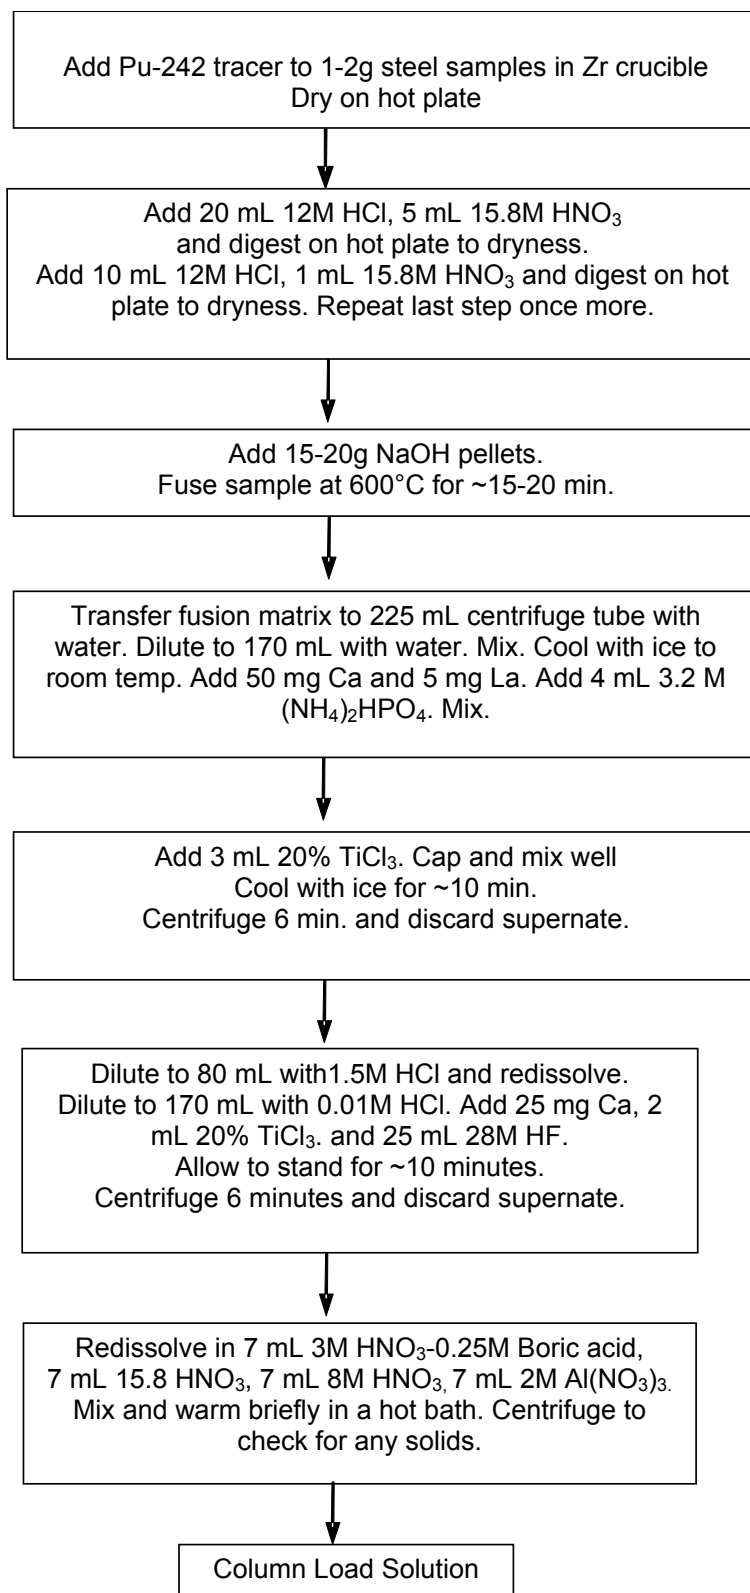 Add Pu-242 tracer to 1-2g steel samples in Zr crucible
Dry on hot plate
Add 20 mL 12M HCl, 5 mL 15.8M HNO₃
and digest on hot plate to dryness.
Add 10 mL 12M HCl, 1 mL 15.8M HNO₃ and digest on hot
plate to dryness. Repeat last step once more.
Add 15-20g NaOH pellets.
Fuse sample at 600°C for ~15-20 min.
Transfer fusion matrix to 225 mL centrifuge tube with
water. Dilute to 170 mL with water. Mix. Cool with ice to
room temp. Add 50 mg Ca and 5 mg La. Add 4 mL 3.2 M
(NH₄)₂HPO₄. Mix.
Add 3 mL 20% TiCl₃. Cap and mix well
Cool with ice for ~10 min.
Centrifuge 6 min. and discard supernate.
Dilute to 80 mL with1.5M HCl and redissolve.
Dilute to 170 mL with 0.01M HCl. Add 25 mg Ca, 2
mL 20% TiCl₃. and 25 mL 28M HF.
Allow to stand for ~10 minutes.
Centrifuge 6 minutes and discard supernate.
Redissolve in 7 mL 3M HNO₃-0.25M Boric acid,
7 mL 15.8 HNO₃, 7 mL 8M HNO₃, 7 mL 2M Al(NO₃)₃.
Mix and warm briefly in a hot bath. Centrifuge to
check for any solids.
Column Load Solution